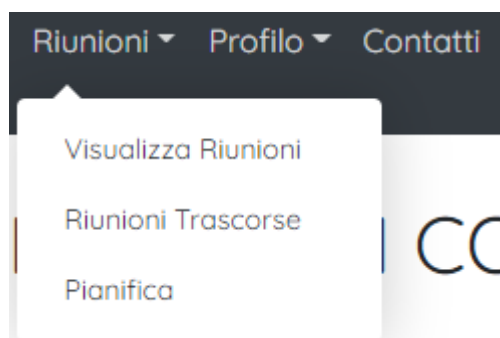 Riunioni Profilo Contatti
Visualizza Riunioni
Riunioni Trascorse
Pianifica